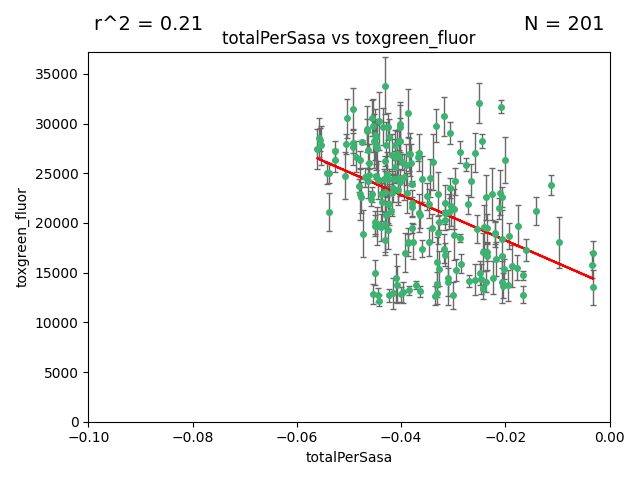 r^2 = 0.21
N = 201
totalPerSasa vs toxgreen_fluor
35000
30000
25000
20000
15000
10000
5000
0
toxgreen_fluor
−0.10
−0.08
−0.06
−0.04
−0.02
0.00
totalPerSasa